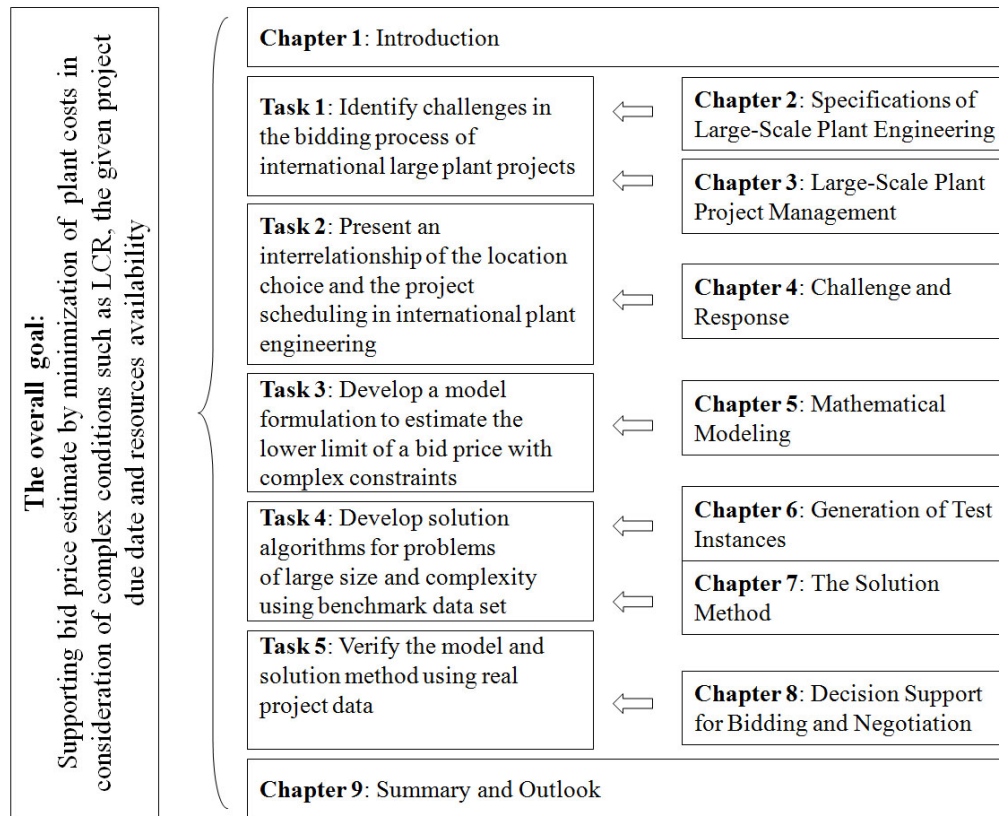 The overall goal:
Supporting bid price estimate by minimization of plant costs in
consideration of complex conditions such as LCR, the given project
due date and resources availability
Chapter 1: Introduction
Task 1: Identify challenges in
the bidding process of
international large plant projects
Chapter 2: Specifications of
Large-Scale Plant Engineering
Chapter 3: Large-Scale Plant
Project Management
Task 2: Present an
interrelationship of the location
choice and the project
scheduling in international plant
engineering
Chapter 4: Challenge and
Response
Task 3: Develop a model
formulation to estimate the
lower limit of a bid price with
complex constraints
Chapter 5: Mathematical
Modeling
Task 4: Develop solution
algorithms for problems
of large size and complexity
using benchmark data set
Chapter 6: Generation of Test
Instances
Chapter 7: The Solution
Method
Task 5: Verify the model and
solution method using real
project data
Chapter 8: Decision Support
for Bidding and Negotiation
Chapter 9: Summary and Outlook